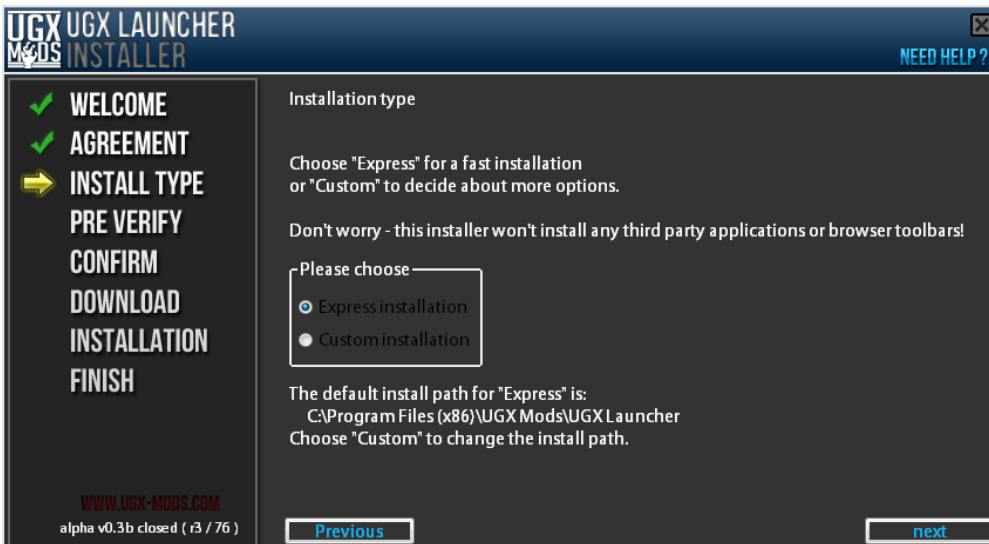 UGX MODS
UGX LAUNCHER
INSTALLER
NEED HELP ?
WELCOME
AGREEMENT
INSTALL TYPE
PRE VERIFY
CONFIRM
DOWNLOAD
INSTALLATION
FINISH
WWW.UGX-MODS.COM
alpha v0.3b closed ( r3 / 76 )
Installation type
Choose "Express" for a fast installation
or "Custom" to decide about more options.
Don't worry - this installer won't install any third party applications or browser toolbars!
Please choose
Express installation
Custom installation
The default install path for "Express" is:
C:\Program Files (x86)\UGX Mods\UGX Launcher
Choose "Custom" to change the install path.
Previous
next